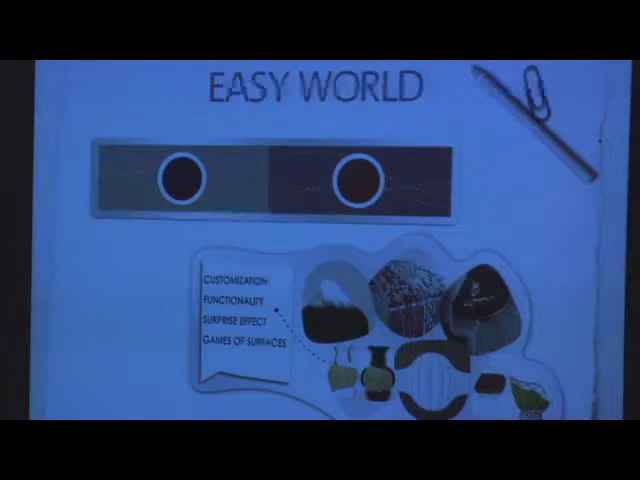 EASY WORLD
CUSTOMIZATION
FUNCTIONALITY
SURPRISE EFFECT
GAMES OF SURFACES